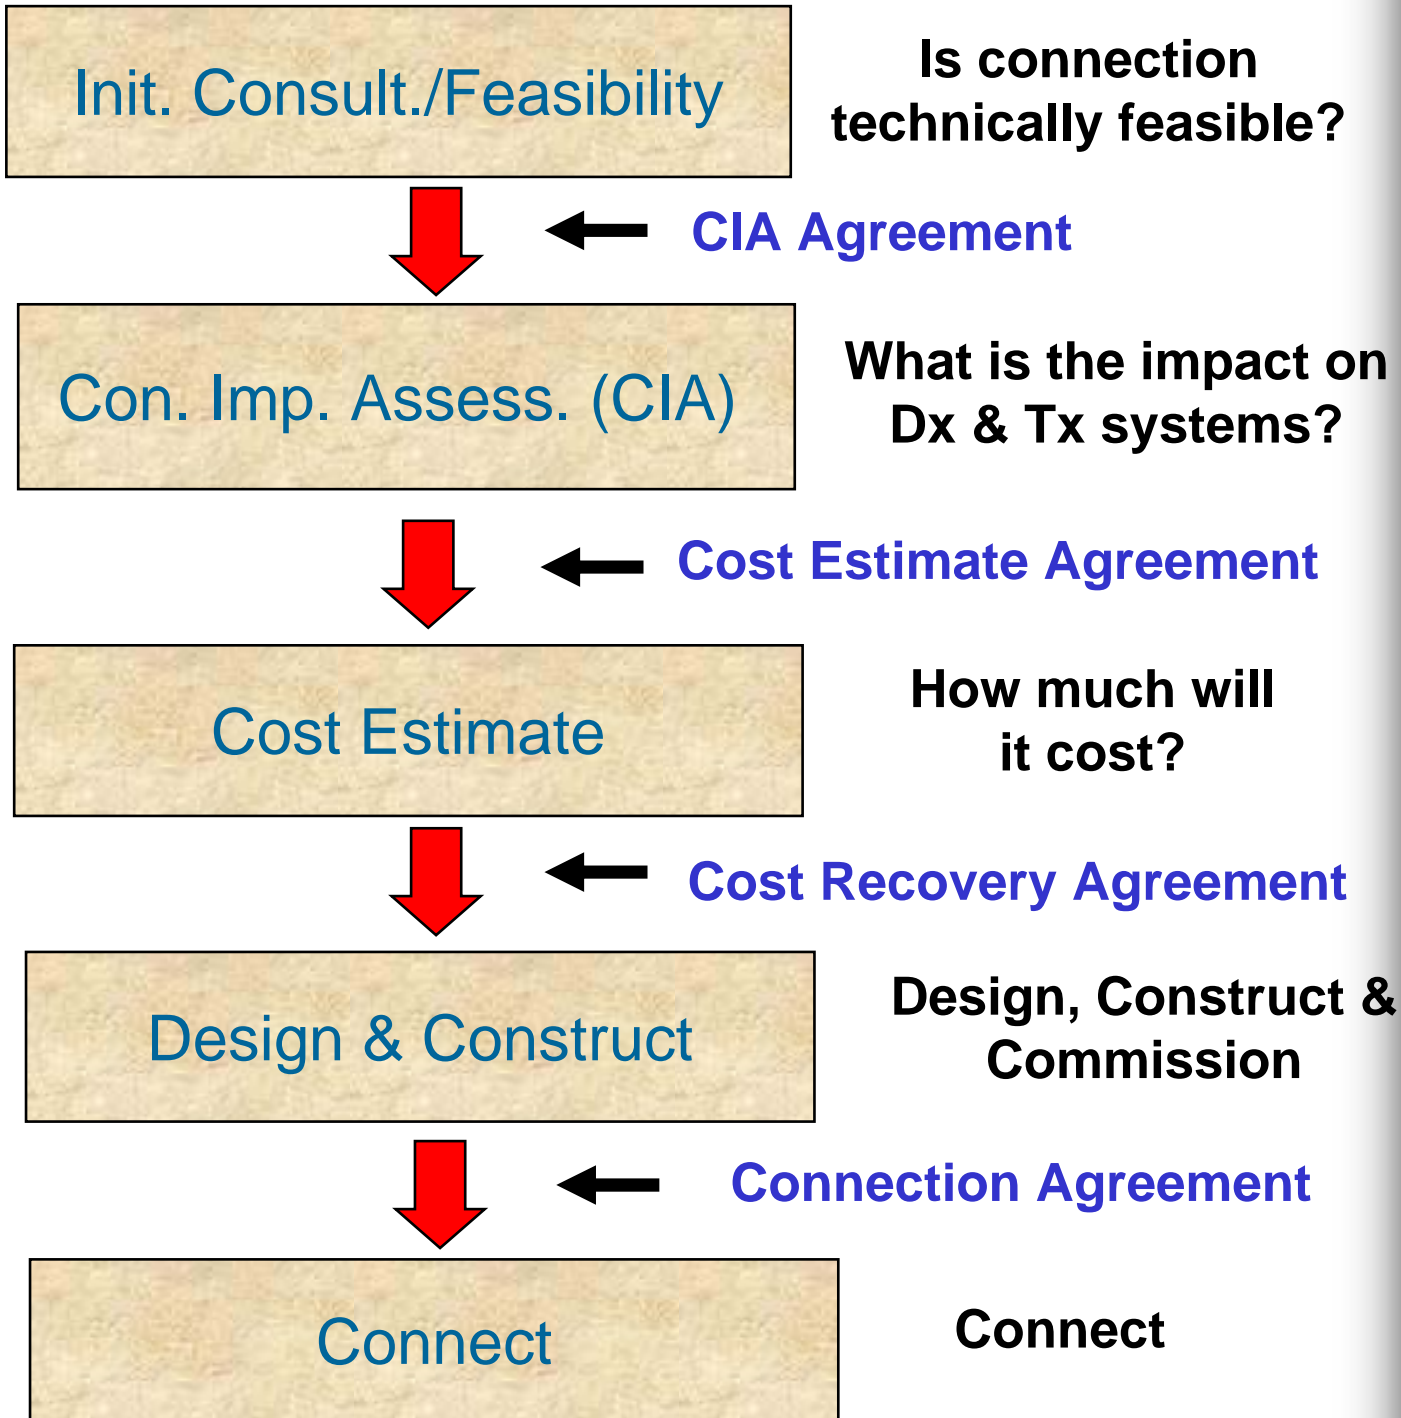 Init. Consult./Feasibility
Is connection
technically feasible?
CIA Agreement
Con. Imp. Assess. (CIA)
What is the impact on
Dx & Tx systems?
Cost Estimate Agreement
Cost Estimate
How much will
it cost?
Cost Recovery Agreement
Design & Construct
Design, Construct &
Commission
Connection Agreement
Connect
Connect